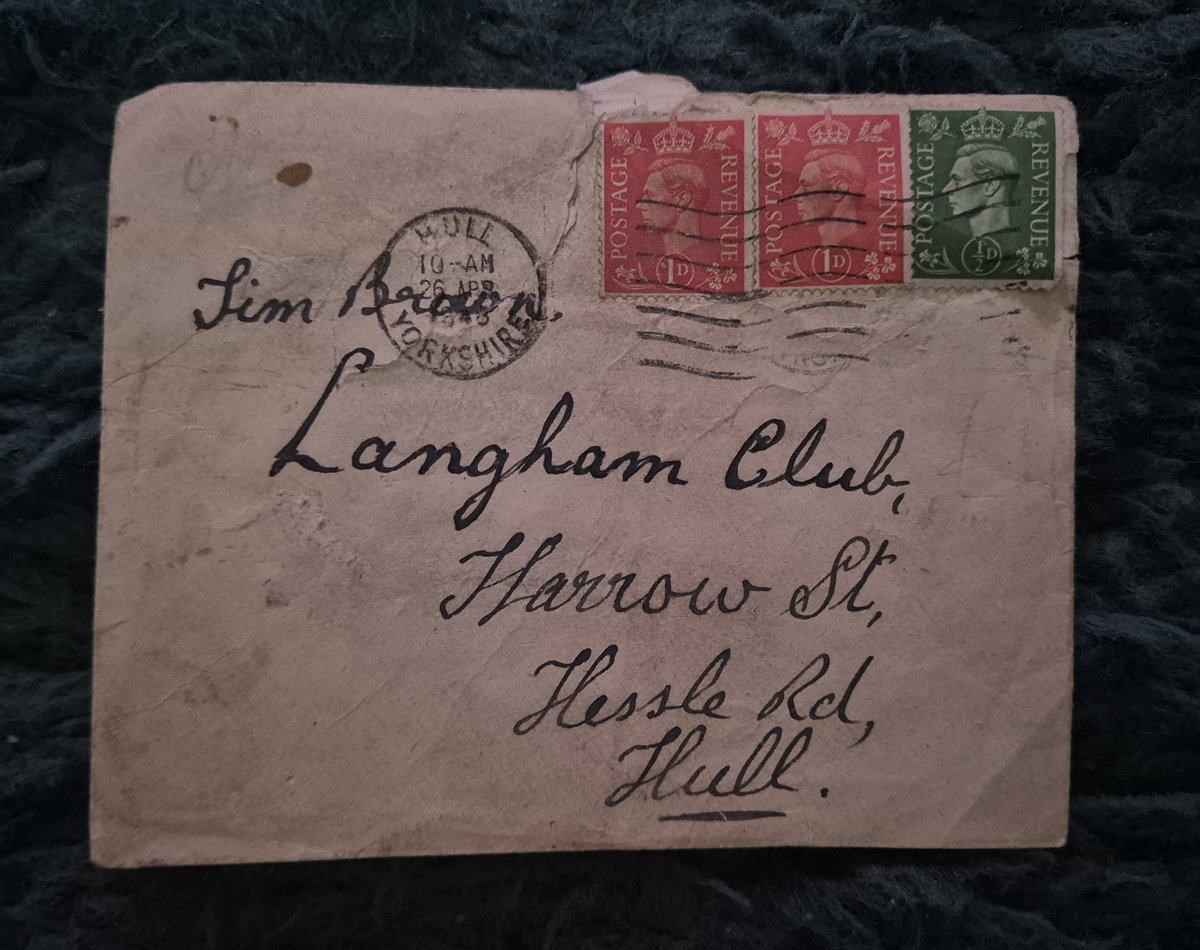 POSTAGE REVENUE
1D
POSTAGE REVENUE
1D
POSTAGE REVENUE
½D
HULL
10-AM
26 APR
YORKSHIRE
Jim Brown,
Langham Club,
Harrow St,
Hessle Rd,
Hull.